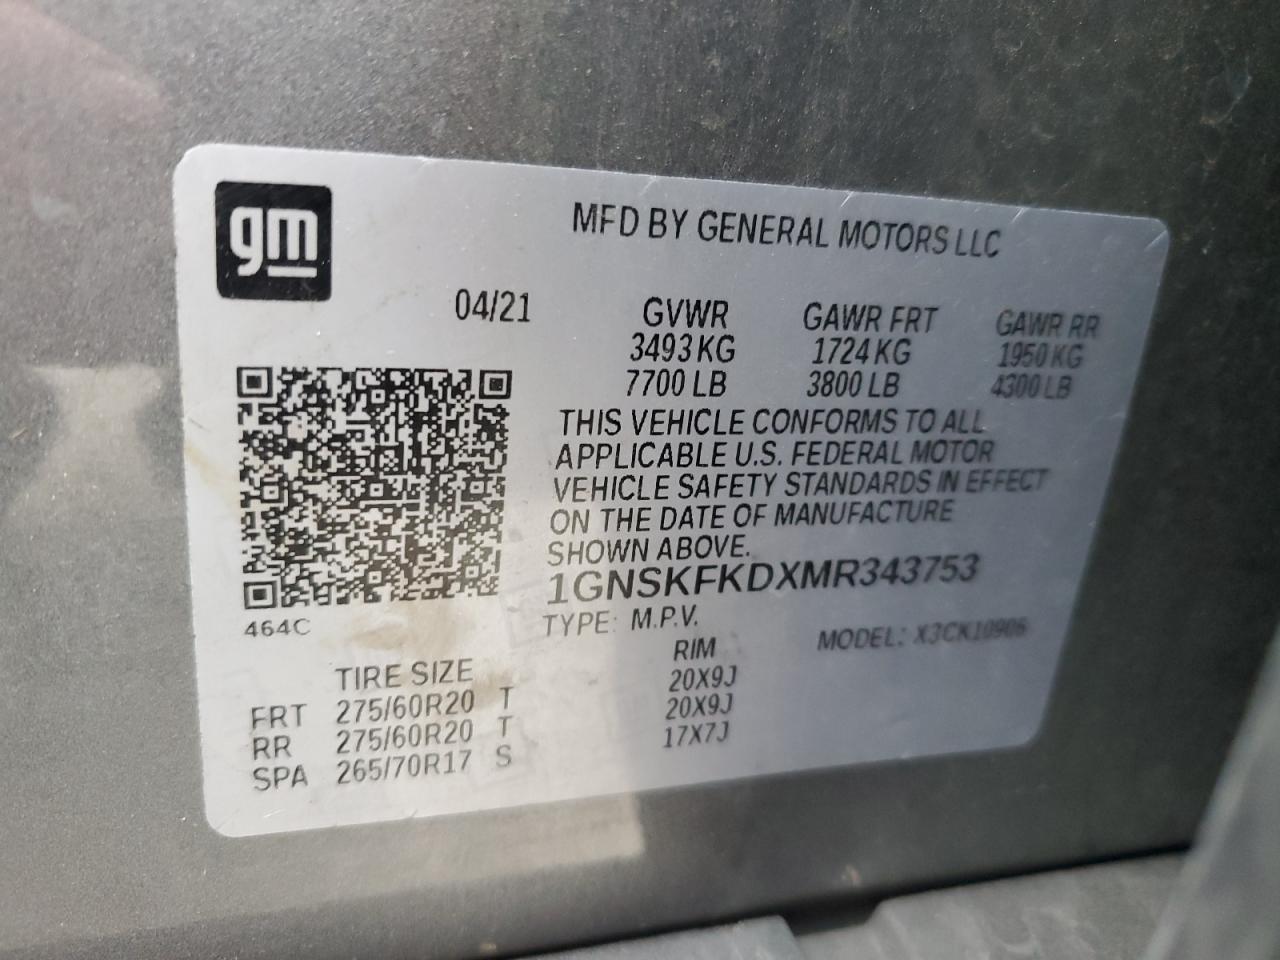 gm
MFD BY GENERAL MOTORS LLC
04/21 GVWR GAWR FRT GAWR RR
3493 KG 1724 KG 1950 KG
7700 LB 3800 LB 4300 LB
THIS VEHICLE CONFORMS TO ALL
APPLICABLE U.S. FEDERAL MOTOR
VEHICLE SAFETY STANDARDS IN EFFECT
ON THE DATE OF MANUFACTURE
SHOWN ABOVE.
1GNSKFKDXMR343753
464C
TYPE: M.P.V. MODEL: X3CK10906
TIRE SIZE RIM
FRT 275/60R20 T 20X9J
RR 275/60R20 T 20X9J
SPA 265/70R17 S 17X7J